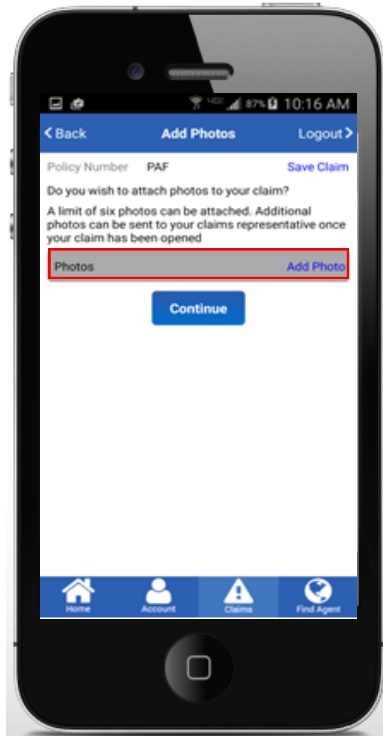 87% 10:16 AM
Back Add Photos Logout
Policy Number PAF Save Claim
Do you wish to attach photos to your claim?
A limit of six photos can be attached. Additional
photos can be sent to your claims representative once
your claim has been opened
Photos Add Photo
Continue
Home Account Claims Find Agent